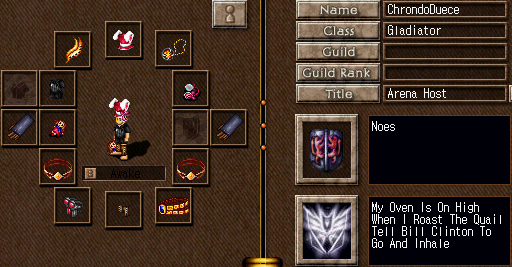 Name ChrondoDuece
Class Gladiator
Guild
Guild Rank
Title Arena Host
Awake
Noes
My Oven Is On High
When I Roast The Quail
Tell Bill Clinton To
Go And Inhale